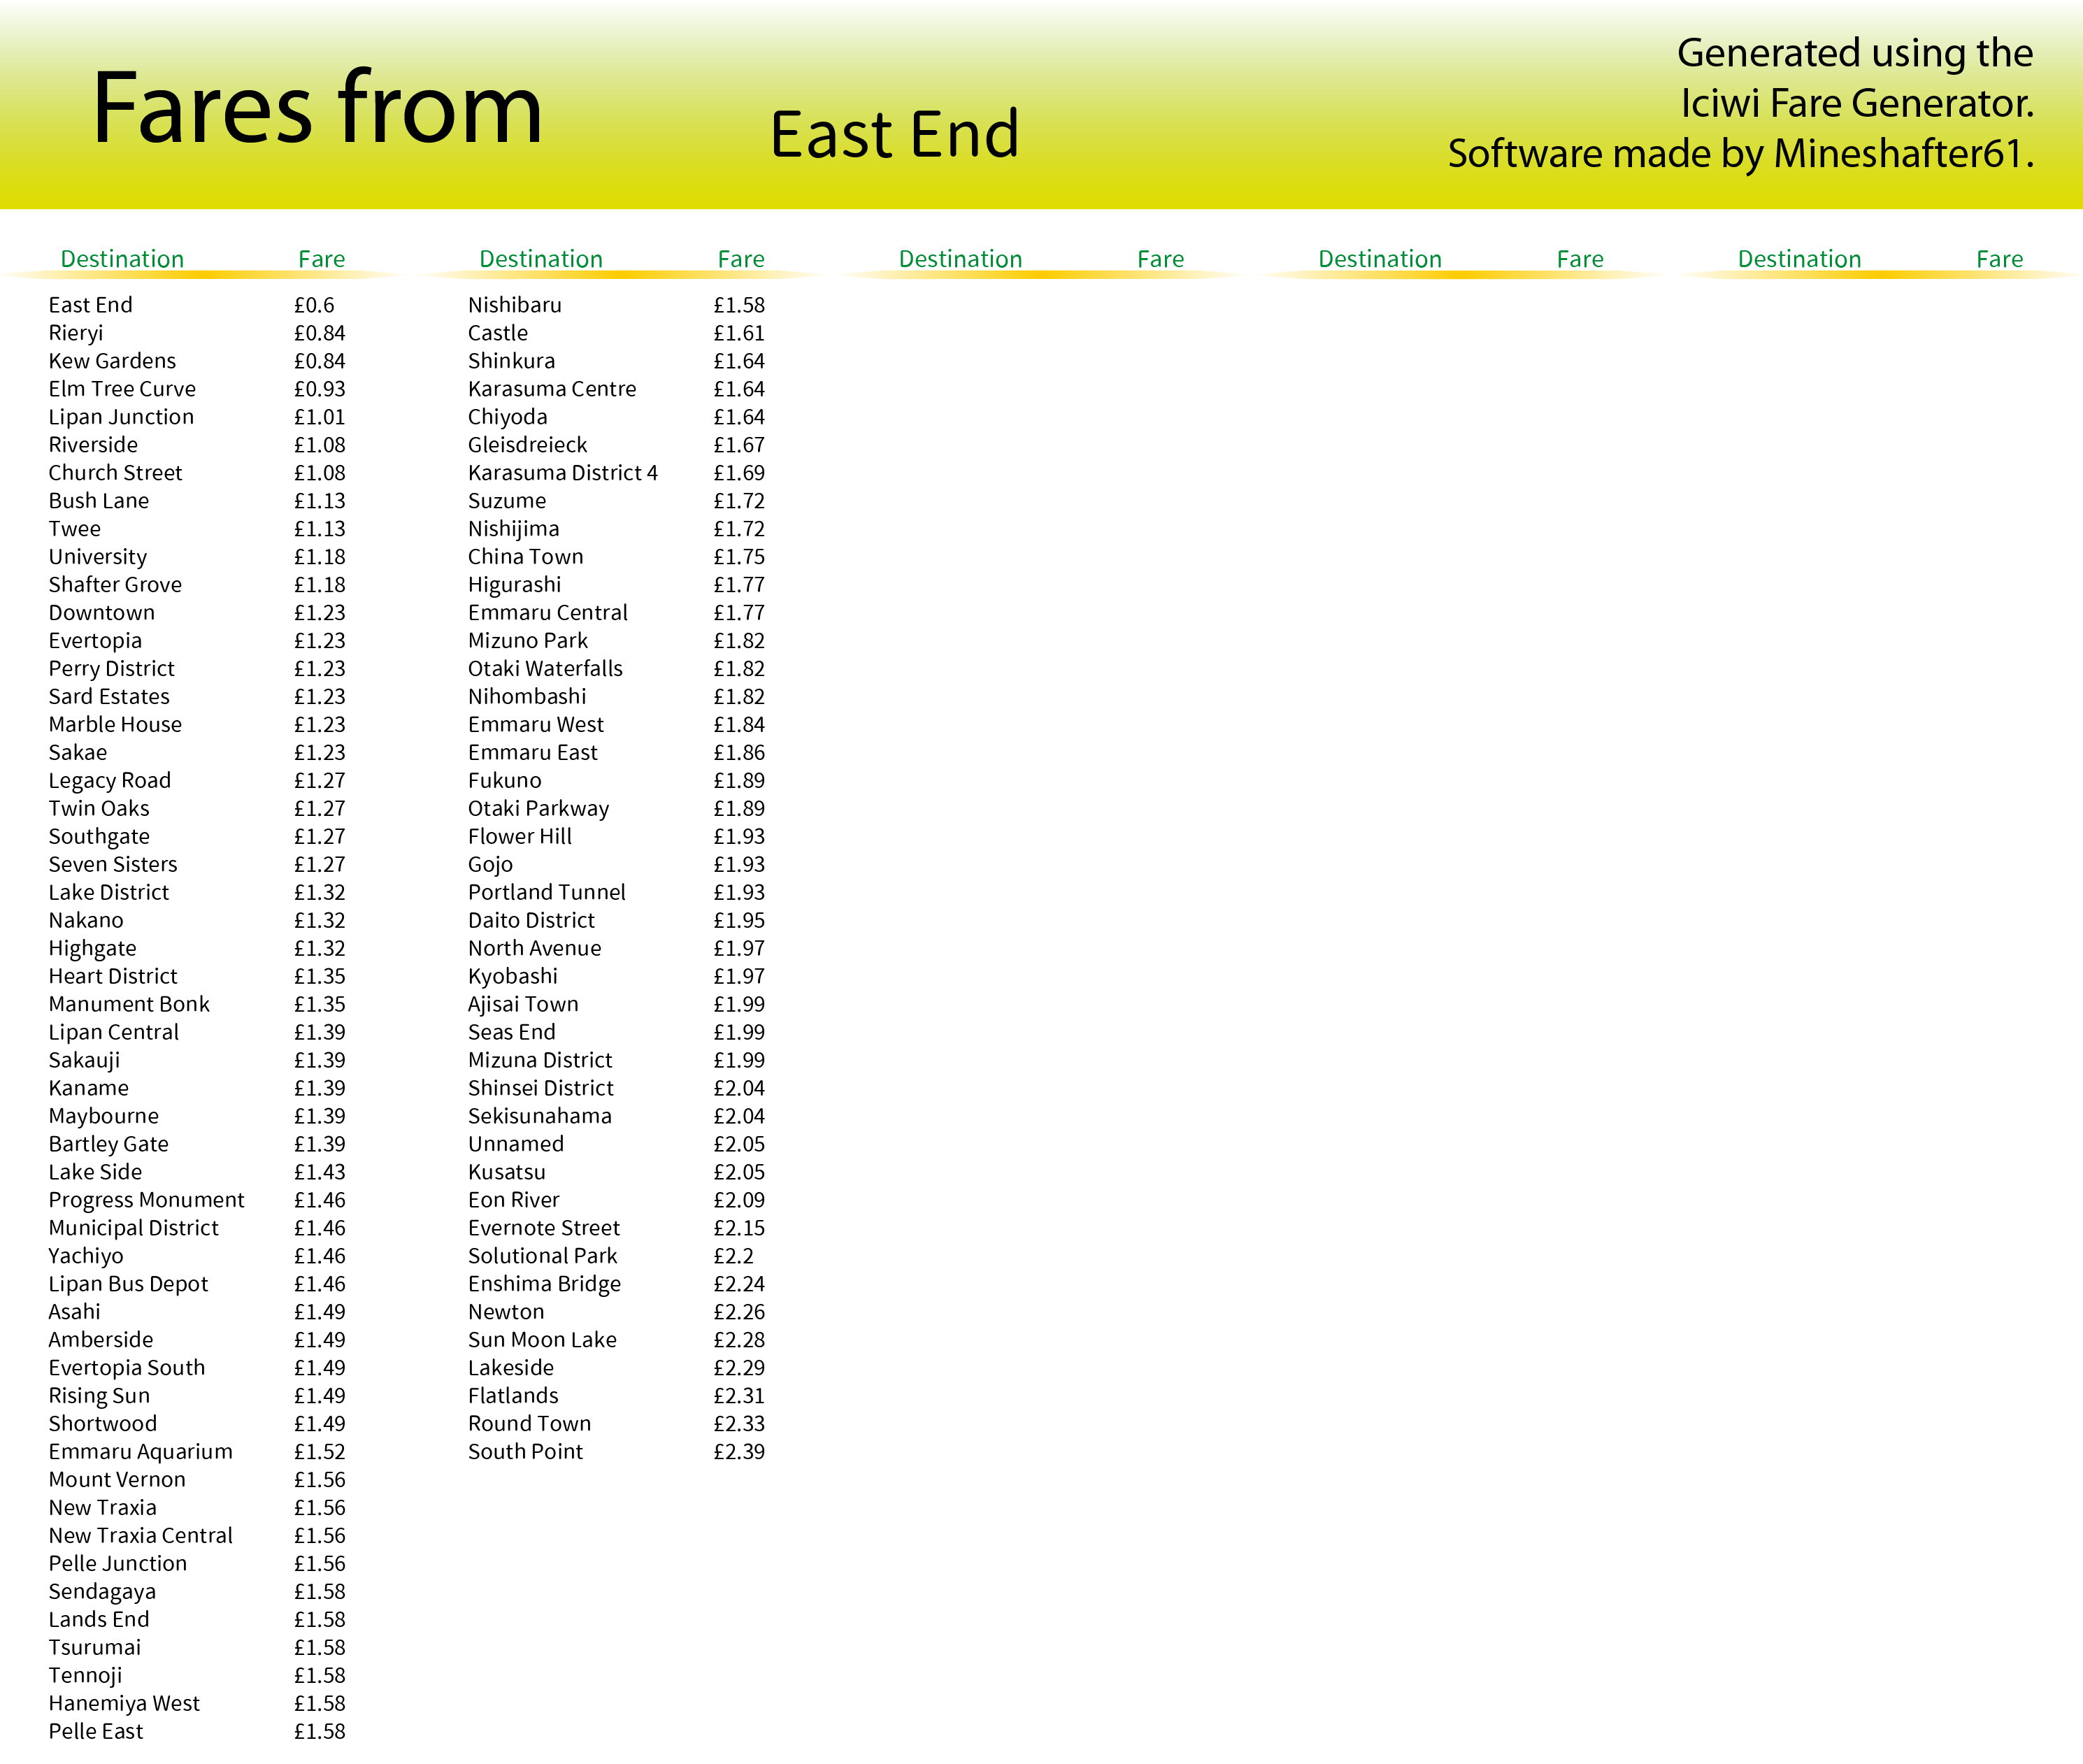 Fares from
East End
Generated using the
Iciwi Fare Generator.
Software made by Mineshafter61.
Destination Fare
East End £0.6
Rieryi £0.84
Kew Gardens £0.84
Elm Tree Curve £0.93
Lipan Junction £1.01
Riverside £1.08
Church Street £1.08
Bush Lane £1.13
Twee £1.13
University £1.18
Shafter Grove £1.18
Downtown £1.23
Evertopia £1.23
Perry District £1.23
Sard Estates £1.23
Marble House £1.23
Sakae £1.23
Legacy Road £1.27
Twin Oaks £1.27
Southgate £1.27
Seven Sisters £1.27
Lake District £1.32
Nakano £1.32
Highgate £1.32
Heart District £1.35
Manument Bonk £1.35
Lipan Central £1.39
Sakauji £1.39
Kaname £1.39
Maybourne £1.39
Bartley Gate £1.39
Lake Side £1.43
Progress Monument £1.46
Municipal District £1.46
Yachiyo £1.46
Lipan Bus Depot £1.46
Asahi £1.49
Amberside £1.49
Evertopia South £1.49
Rising Sun £1.49
Shortwood £1.49
Emmaru Aquarium £1.52
Mount Vernon £1.56
New Traxia £1.56
New Traxia Central £1.56
Pelle Junction £1.56
Sendagaya £1.58
Lands End £1.58
Tsurumai £1.58
Tennoji £1.58
Hanemiya West £1.58
Pelle East £1.58
Destination Fare
Nishibaru £1.58
Castle £1.61
Shinkura £1.64
Karasuma Centre £1.64
Chiyoda £1.64
Gleisdreieck £1.67
Karasuma District 4 £1.69
Suzume £1.72
Nishijima £1.72
China Town £1.75
Higurashi £1.77
Emmaru Central £1.77
Mizuno Park £1.82
Otaki Waterfalls £1.82
Nihombashi £1.82
Emmaru West £1.84
Emmaru East £1.86
Fukuno £1.89
Otaki Parkway £1.89
Flower Hill £1.93
Gojo £1.93
Portland Tunnel £1.93
Daito District £1.95
North Avenue £1.97
Kyobashi £1.97
Ajisai Town £1.99
Seas End £1.99
Mizuna District £1.99
Shinsei District £2.04
Sekisunahama £2.04
Unnamed £2.05
Kusatsu £2.05
Eon River £2.09
Evernote Street £2.15
Solutional Park £2.2
Enshima Bridge £2.24
Newton £2.26
Sun Moon Lake £2.28
Lakeside £2.29
Flatlands £2.31
Round Town £2.33
South Point £2.39
Destination Fare
Destination Fare
Destination Fare